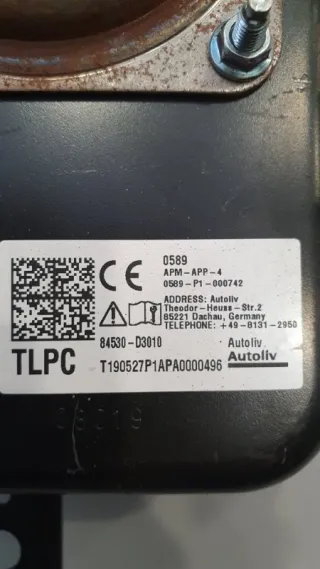 0589
APM-APP-4
0589-P1-000742
ADDRESS: Autoliv
Theodor-Heuss-Str.2
85221 Dachau, Germany
TELEPHONE: +49-8131-2950
84530-D3010 Autoliv
TLPC T190527P1APA0000496 Autoliv